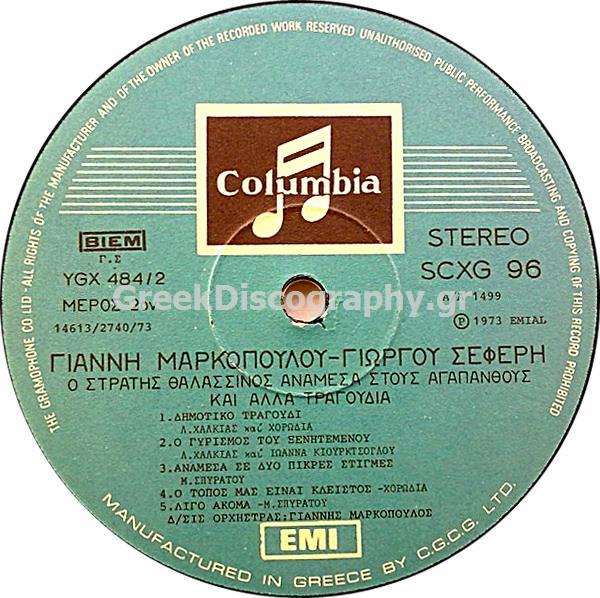 THE GRAMOPHONE CO LTD - ALL RIGHTS OF THE MANUFACTURER AND OF THE OWNER OF THE RECORDED WORK RESERVED UNAUTHORISED PUBLIC PERFORMANCE BROADCASTING AND COPYING OF THIS RECORD PROHIBITED
Columbia
BIEM
Γ.Σ
STEREO
YGX 484/2
SCXG 96
GreekDiscography.gr
ΜΕΡΟΣ 2ον
1499
14613/2740/73
℗ 1973 EMIAL
ΓΙΑΝΝΗ ΜΑΡΚΟΠΟΥΛΟΥ-ΓΙΩΡΓΟΥ ΣΕΦΕΡΗ
Ο ΣΤΡΑΤΗΣ ΘΑΛΑΣΣΙΝΟΣ ΑΝΑΜΕΣΑ ΣΤΟΥΣ ΑΓΑΠΑΝΘΟΥΣ
ΚΑΙ ΑΛΛΑ ΤΡΑΓΟΥΔΙΑ
1.ΔΗΜΟΤΙΚΟ ΤΡΑΓΟΥΔΙ
Λ.ΧΑΛΚΙΑΣ καί ΧΟΡΩΔΙΑ
2.Ο ΓΥΡΙΣΜΟΣ ΤΟΥ ΞΕΝΗΤΕΜΕΝΟΥ
Λ.ΧΑΛΚΙΑΣ καί ΙΩΑΝΝΑ ΚΙΟΥΡΚΤΣΟΓΛΟΥ
3.ΑΝΑΜΕΣΑ ΣΕ ΔΥΟ ΠΙΚΡΕΣ ΣΤΙΓΜΕΣ
Μ.ΣΠΥΡΑΤΟΥ
4.Ο ΤΟΠΟΣ ΜΑΣ ΕΙΝΑΙ ΚΛΕΙΣΤΟΣ -ΧΟΡΩΔΙΑ
5.ΛΙΓΟ ΑΚΟΜΑ -Μ.ΣΠΥΡΑΤΟΥ
Δ/ΣΙΣ ΟΡΧΗΣΤΡΑΣ:ΓΙΑΝΝΗΣ ΜΑΡΚΟΠΟΥΛΟΣ
EMI
MANUFACTURED IN GREECE BY C.G.C.G. LTD.